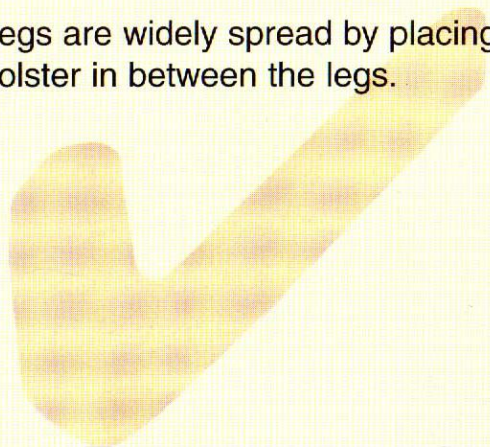 egs are widely spread by placing
olster in between the legs.